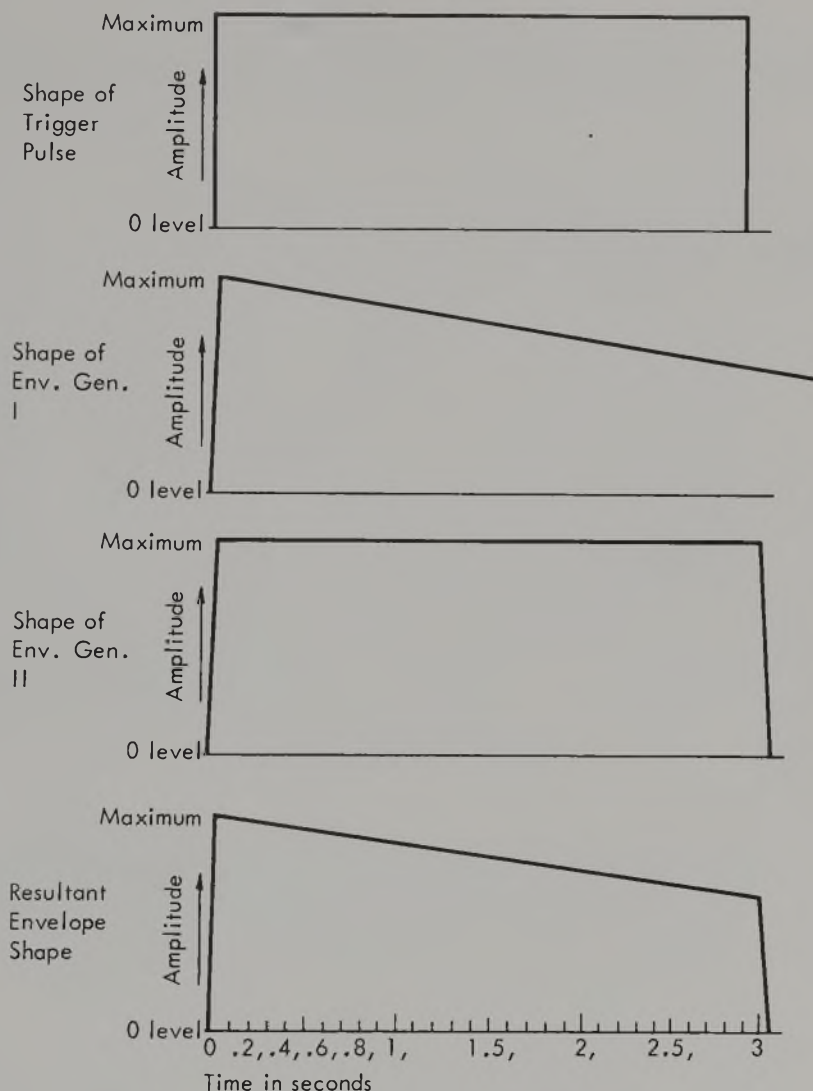 Maximum
Shape of
Trigger
Pulse
Amplitude
0 level
Maximum
Shape of
Env. Gen.
I
Amplitude
0 level
Maximum
Shape of
Env. Gen.
II
Amplitude
0 level
Maximum
Resultant
Envelope
Shape
Amplitude
0 level
0 .2,.4,.6,.8, 1, 1.5, 2, 2.5, 3
Time in seconds